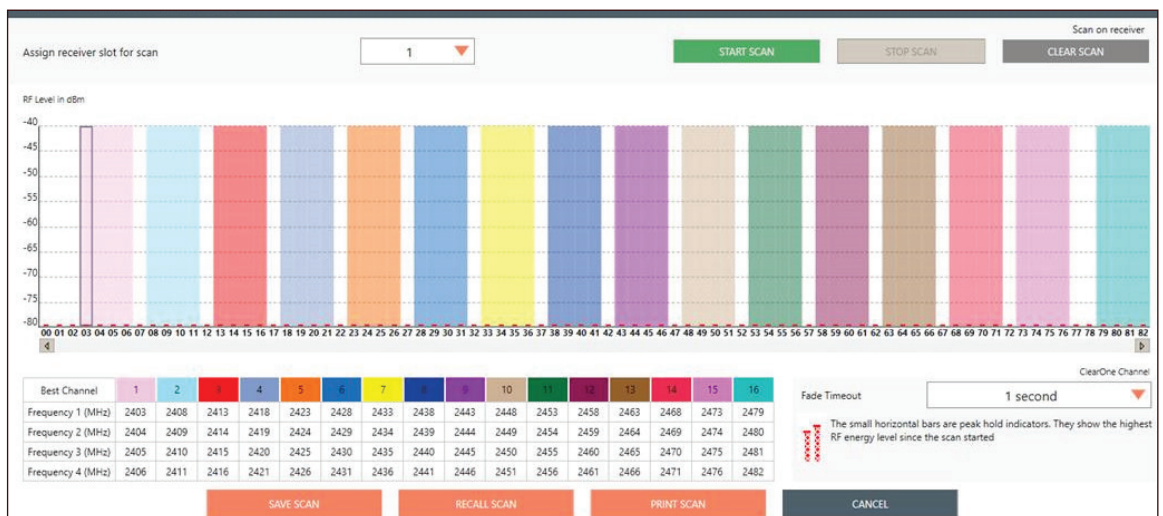 Scan on receiver
Assign receiver slot for scan 1 START SCAN STOP SCAN CLEAR SCAN
RF Level in dBm
-40
-45
-50
-55
-60
-65
-70
-75
-80
00 01 02 03 04 05 06 07 08 09 10 11 12 13 14 15 16 17 18 19 20 21 22 23 24 25 26 27 28 29 30 31 32 33 34 35 36 37 38 39 40 41 42 43 44 45 46 47 48 49 50 51 52 53 54 55 56 57 58 59 60 61 62 63 64 65 66 67 68 69 70 71 72 73 74 75 76 77 78 79 80 81 82
Best Channel 1 2 3 4 5 6 7 8 9 10 11 12 13 14 15 16
Frequency 1 (MHz) 2403 2408 2413 2418 2423 2428 2433 2438 2443 2448 2453 2458 2463 2468 2473 2479
Frequency 2 (MHz) 2404 2409 2414 2419 2424 2429 2434 2439 2444 2449 2454 2459 2464 2469 2474 2480
Frequency 3 (MHz) 2405 2410 2415 2420 2425 2430 2435 2440 2445 2450 2455 2460 2465 2470 2475 2481
Frequency 4 (MHz) 2406 2411 2416 2421 2426 2431 2436 2441 2446 2451 2456 2461 2466 2471 2476 2482
ClearOne Channel
Fade Timeout 1 second
The small horizontal bars are peak hold indicators. They show the highest
RF energy level since the scan started
SAVE SCAN RECALL SCAN PRINT SCAN CANCEL